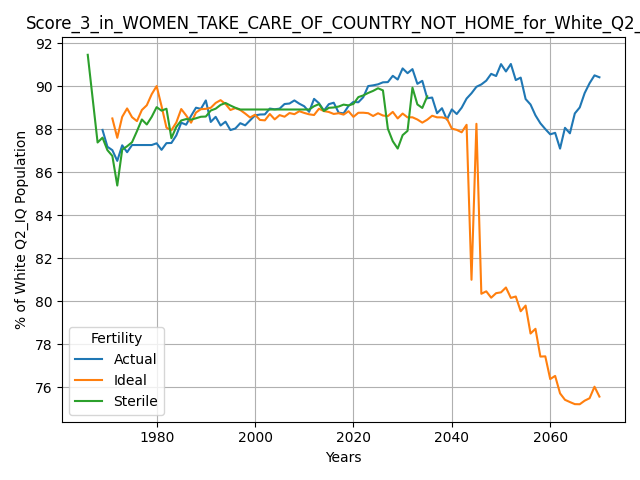 Score_3_in_WOMEN_TAKE_CARE_OF_COUNTRY_NOT_HOME_for_White_Q2_
92
90
88
86
84
82
80
78
76
% of White Q2_IQ Population
Fertility
Actual
Ideal
Sterile
1980 2000 2020 2040 2060
Years